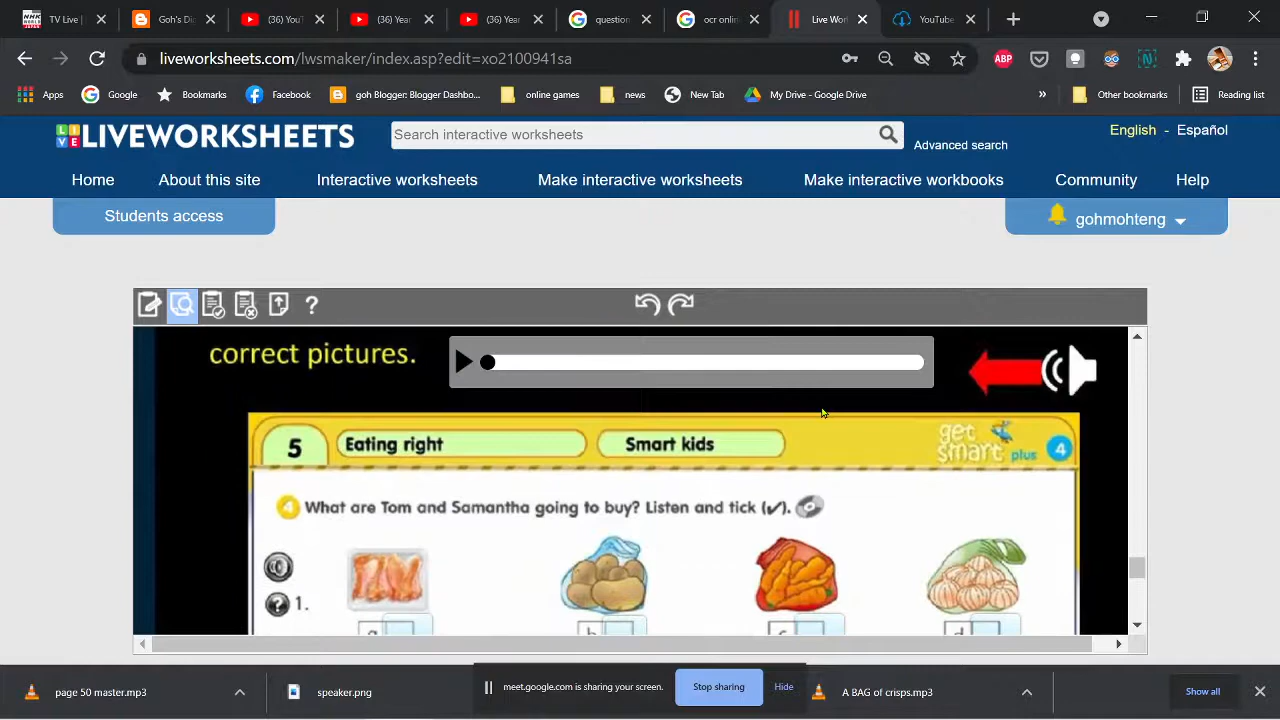 TV Live |
Goh's Di
(36) YouT
(36) Year
(36) Year
question
ocr onlin
Live Worl
YouTube
liveworksheets.com/lwsmaker/index.asp?edit=xo2100941sa
ABP
N
Apps
Google
Bookmarks
Facebook
goh Blogger: Blogger Dashbo...
online games
news
New Tab
My Drive - Google Drive
»
Other bookmarks
Reading list
LIVE LIVEWORKSHEETS
Search interactive worksheets
Advanced search
English - Español
Home
About this site
Interactive worksheets
Make interactive worksheets
Make interactive workbooks
Community
Help
Students access
gohmohteng
?
correct pictures.
5
Eating right
Smart kids
get smart plus 4
4 What are Tom and Samantha going to buy? Listen and tick (✓).
? 1.
a
b
c
d
page 50 master.mp3
speaker.png
meet.google.com is sharing your screen.
Stop sharing
Hide
A BAG of crisps.mp3
Show all